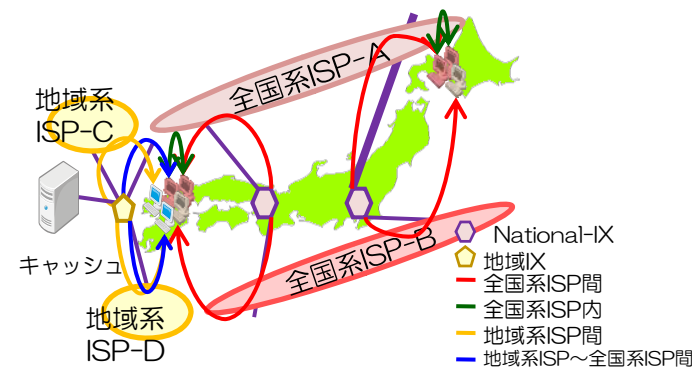 全国系ISP-A
地域系
ISP-C
キャッシュ
全国系ISP-B
地域系
ISP-D
National-IX
地域IX
全国系ISP間
全国系ISP内
地域系ISP間
地域系ISP～全国系ISP間